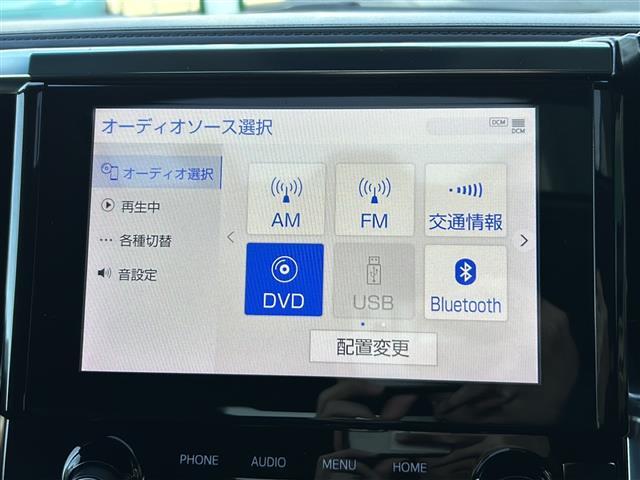 オーディオソース選択
DCM
DCM
オーディオ選択
再生中
各種切替
音設定
AM
FM
交通情報
DVD
USB
Bluetooth
配置変更
PHONE
AUDIO
MENU
HOME